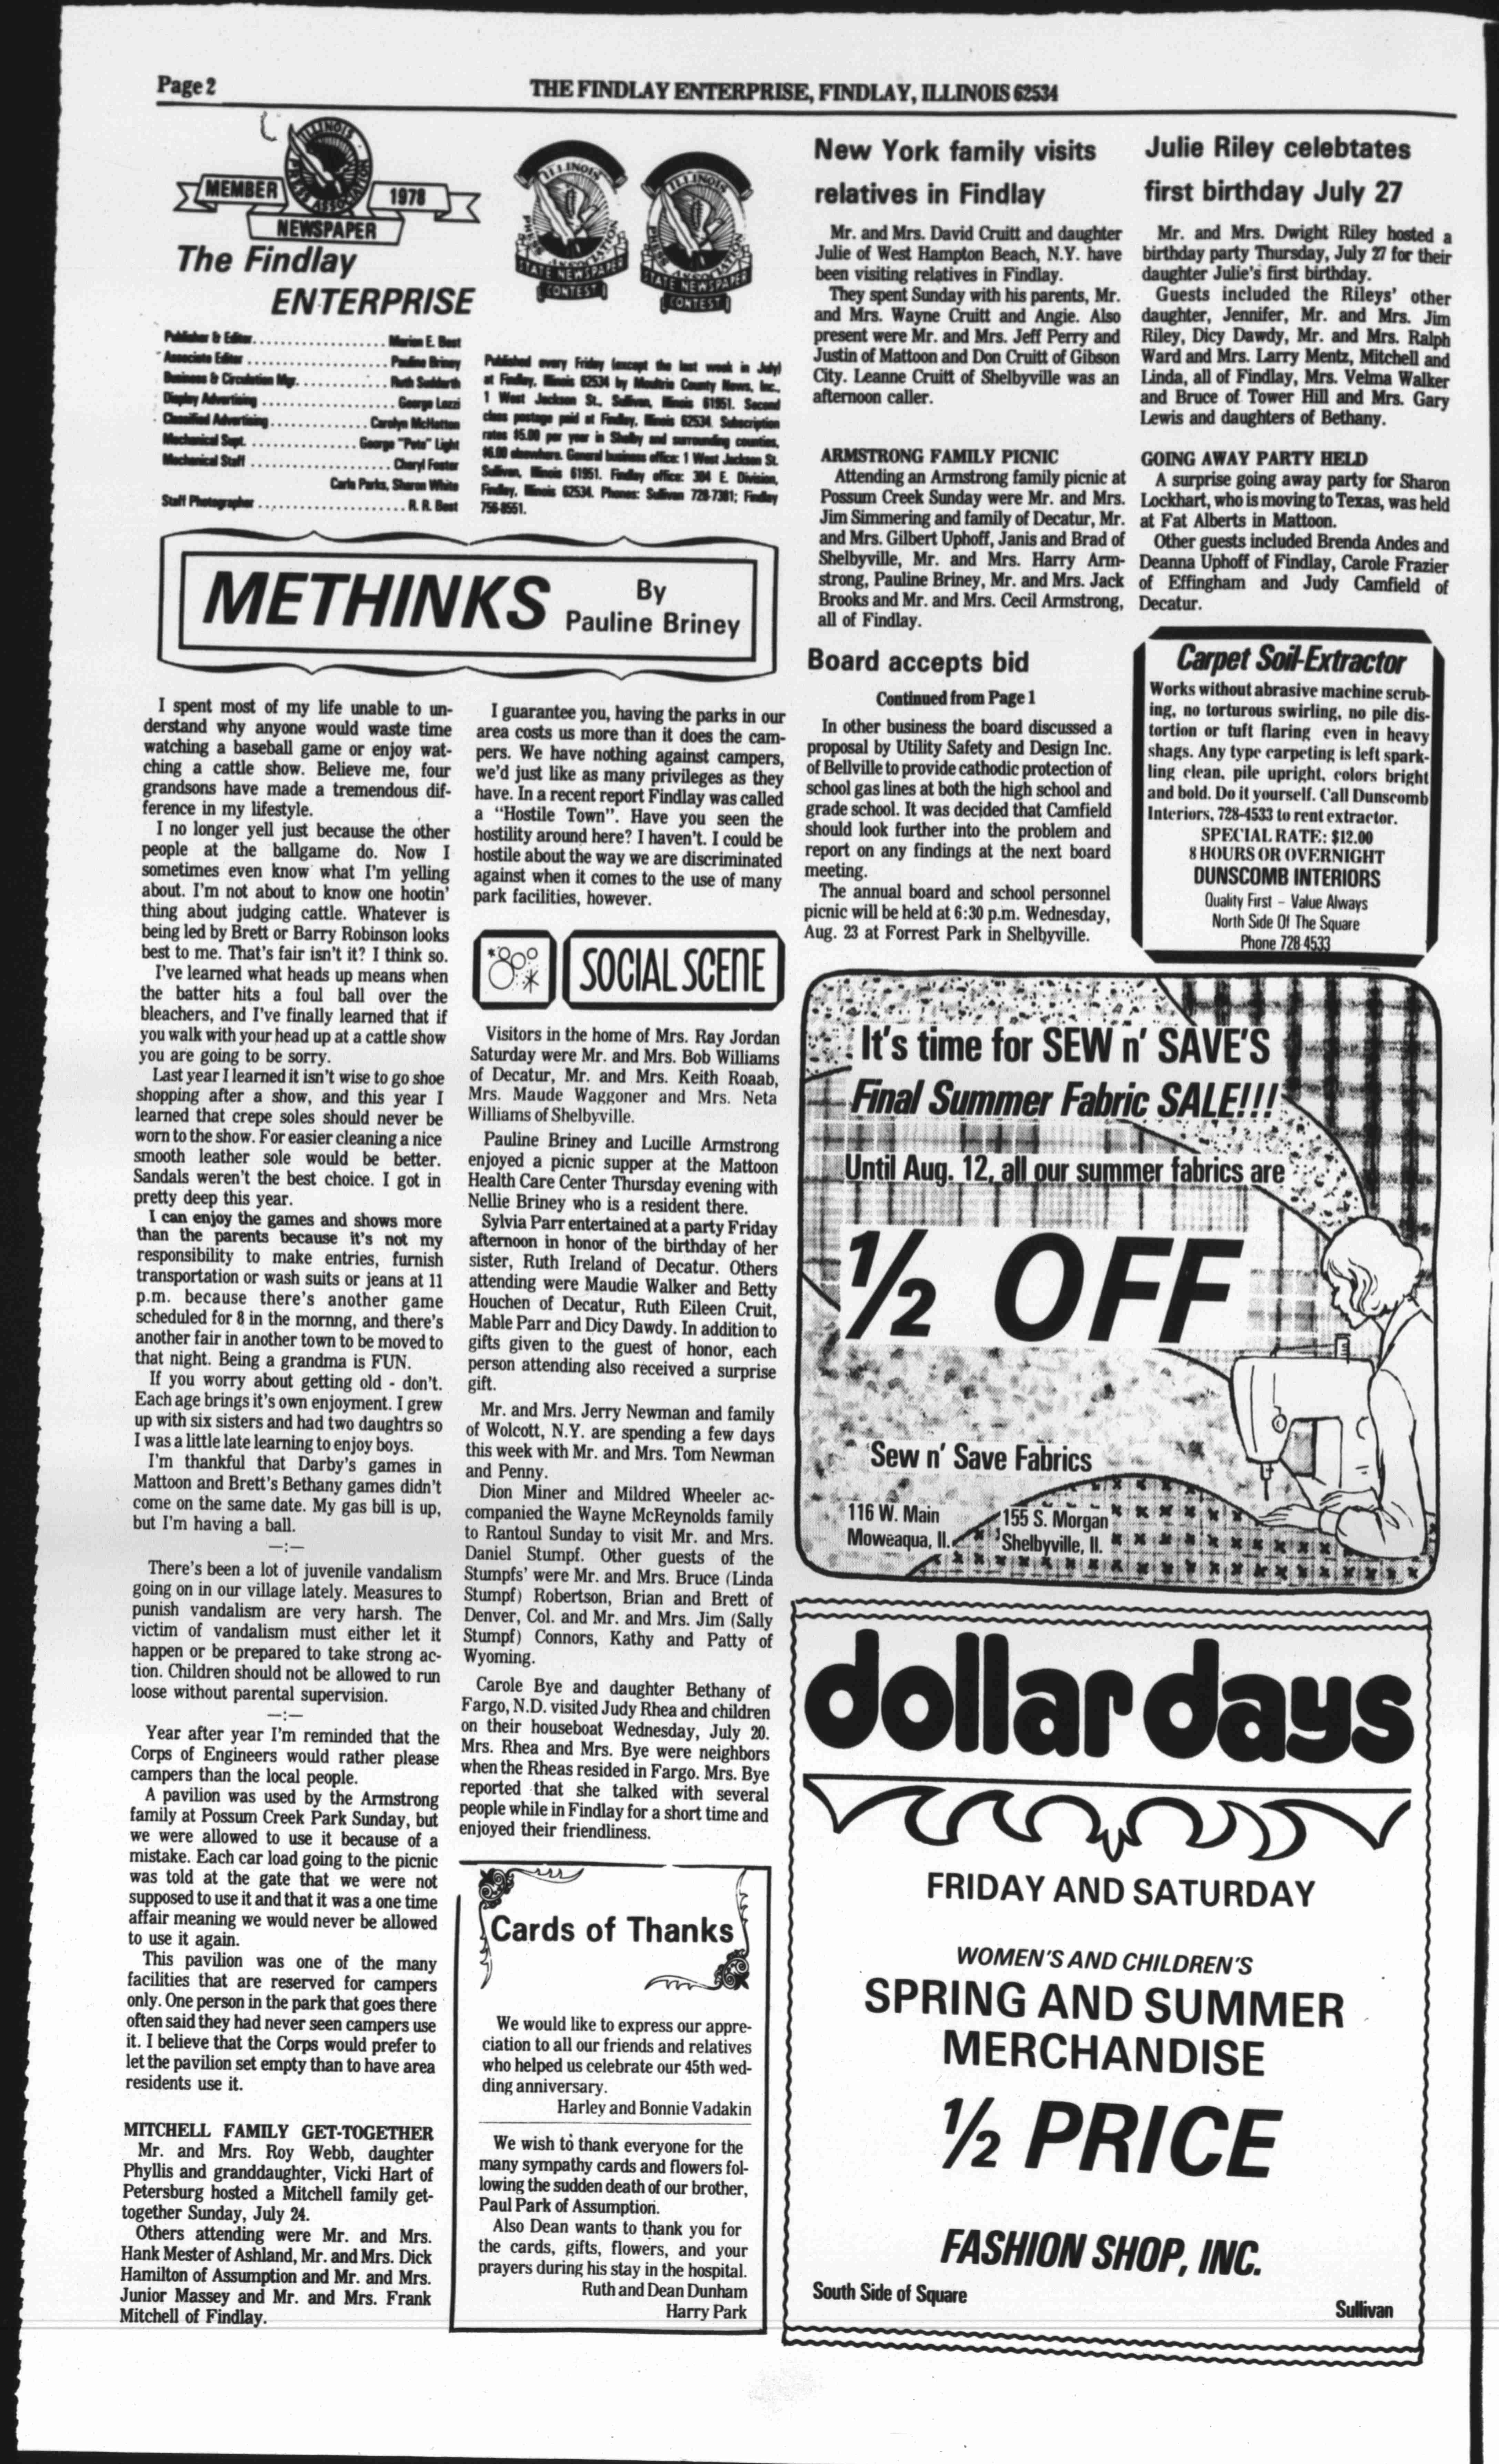 Page 2
THE FINDLAY ENTERPRISE, FINDLAY, ILLINOIS 62534
ILLINOIS
PRESS ASSOCIATION
MEMBER
1978
NEWSPAPER
The Findlay
ENTERPRISE
ILLINOIS
PRESS ASSOCIATION
STATE NEWSPAPER
CONTEST
ILLINOIS
PRESS ASSOCIATION
STATE NEWSPAPER
CONTEST
Publisher & Editor. . . . . . . . . . . . . . . . . . Marion E. Best
Associate Editor . . . . . . . . . . . . . . . . . . . Pauline Briney
Business & Circulation Mgr. . . . . . . . . . . . . Ruth Suddarth
Display Advertising . . . . . . . . . . . . . . . . . . George Lozzi
Classified Advertising. . . . . . . . . . . . . Carolyn McHatton
Mechanical Supt. . . . . . . . . . . . . . . George "Pete" Light
Mechanical Staff . . . . . . . . . . . . . . . . . . Cheryl Foster
Carla Parks, Sharon White
Staff Photographer . . . . . . . . . . . . . . . . . . . . R. R. Best
Published every Friday (except the last week in July)
at Findlay, Illinois 62534 by Moultrie County News, Inc.,
1 West Jackson St., Sullivan, Illinois 61951. Second
class postage paid at Findlay, Illinois 62534. Subscription
rates $5.00 per year in Shelby and surrounding counties,
$6.00 elsewhere. General business office: 1 West Jackson St.
Sullivan, Illinois 61951. Findlay office: 304 E. Division,
Findlay, Illinois 62534. Phones: Sullivan 728-7381; Findlay
756-8551.
METHINKS
By
Pauline Briney
I spent most of my life unable to un-
derstand why anyone would waste time
watching a baseball game or enjoy wat-
ching a cattle show. Believe me, four
grandsons have made a tremendous dif-
ference in my lifestyle.
I no longer yell just because the other
people at the ballgame do. Now I
sometimes even know what I'm yelling
about. I'm not about to know one hootin'
thing about judging cattle. Whatever is
being led by Brett or Barry Robinson looks
best to me. That's fair isn't it? I think so.
I've learned what heads up means when
the batter hits a foul ball over the
bleachers, and I've finally learned that if
you walk with your head up at a cattle show
you are going to be sorry.
Last year I learned it isn't wise to go shoe
shopping after a show, and this year I
learned that crepe soles should never be
worn to the show. For easier cleaning a nice
smooth leather sole would be better.
Sandals weren't the best choice. I got in
pretty deep this year.
I can enjoy the games and shows more
than the parents because it's not my
responsibility to make entries, furnish
transportation or wash suits or jeans at 11
p.m. because there's another game
scheduled for 8 in the mornng, and there's
another fair in another town to be moved to
that night. Being a grandma is FUN.
If you worry about getting old - don't.
Each age brings it's own enjoyment. I grew
up with six sisters and had two daughtrs so
I was a little late learning to enjoy boys.
I'm thankful that Darby's games in
Mattoon and Brett's Bethany games didn't
come on the same date. My gas bill is up,
but I'm having a ball.
—:—
There's been a lot of juvenile vandalism
going on in our village lately. Measures to
punish vandalism are very harsh. The
victim of vandalism must either let it
happen or be prepared to take strong ac-
tion. Children should not be allowed to run
loose without parental supervision.
—:—
Year after year I'm reminded that the
Corps of Engineers would rather please
campers than the local people.
A pavilion was used by the Armstrong
family at Possum Creek Park Sunday, but
we were allowed to use it because of a
mistake. Each car load going to the picnic
was told at the gate that we were not
supposed to use it and that it was a one time
affair meaning we would never be allowed
to use it again.
This pavilion was one of the many
facilities that are reserved for campers
only. One person in the park that goes there
often said they had never seen campers use
it. I believe that the Corps would prefer to
let the pavilion set empty than to have area
residents use it.
MITCHELL FAMILY GET-TOGETHER
Mr. and Mrs. Roy Webb, daughter
Phyllis and granddaughter, Vicki Hart of
Petersburg hosted a Mitchell family get-
together Sunday, July 24.
Others attending were Mr. and Mrs.
Hank Mester of Ashland, Mr. and Mrs. Dick
Hamilton of Assumption and Mr. and Mrs.
Junior Massey and Mr. and Mrs. Frank
Mitchell of Findlay.
I guarantee you, having the parks in our
area costs us more than it does the cam-
pers. We have nothing against campers,
we'd just like as many privileges as they
have. In a recent report Findlay was called
a "Hostile Town". Have you seen the
hostility around here? I haven't. I could be
hostile about the way we are discriminated
against when it comes to the use of many
park facilities, however.
SOCIAL SCENE
Visitors in the home of Mrs. Ray Jordan
Saturday were Mr. and Mrs. Bob Williams
of Decatur, Mr. and Mrs. Keith Roaab,
Mrs. Maude Waggoner and Mrs. Neta
Williams of Shelbyville.
Pauline Briney and Lucille Armstrong
enjoyed a picnic supper at the Mattoon
Health Care Center Thursday evening with
Nellie Briney who is a resident there.
Sylvia Parr entertained at a party Friday
afternoon in honor of the birthday of her
sister, Ruth Ireland of Decatur. Others
attending were Maudie Walker and Betty
Houchen of Decatur, Ruth Eileen Cruit,
Mable Parr and Dicy Dawdy. In addition to
gifts given to the guest of honor, each
person attending also received a surprise
gift.
Mr. and Mrs. Jerry Newman and family
of Wolcott, N.Y. are spending a few days
this week with Mr. and Mrs. Tom Newman
and Penny.
Dion Miner and Mildred Wheeler ac-
companied the Wayne McReynolds family
to Rantoul Sunday to visit Mr. and Mrs.
Daniel Stumpf. Other guests of the
Stumpfs' were Mr. and Mrs. Bruce (Linda
Stumpf) Robertson, Brian and Brett of
Denver, Col. and Mr. and Mrs. Jim (Sally
Stumpf) Connors, Kathy and Patty of
Wyoming.
Carole Bye and daughter Bethany of
Fargo, N.D. visited Judy Rhea and children
on their houseboat Wednesday, July 20.
Mrs. Rhea and Mrs. Bye were neighbors
when the Rheas resided in Fargo. Mrs. Bye
reported that she talked with several
people while in Findlay for a short time and
enjoyed their friendliness.
Cards of Thanks
We would like to express our appre-
ciation to all our friends and relatives
who helped us celebrate our 45th wed-
ding anniversary.
Harley and Bonnie Vadakin
We wish to thank everyone for the
many sympathy cards and flowers fol-
lowing the sudden death of our brother,
Paul Park of Assumption.
Also Dean wants to thank you for
the cards, gifts, flowers, and your
prayers during his stay in the hospital.
Ruth and Dean Dunham
Harry Park
New York family visits
relatives in Findlay
Mr. and Mrs. David Cruitt and daughter
Julie of West Hampton Beach, N.Y. have
been visiting relatives in Findlay.
They spent Sunday with his parents, Mr.
and Mrs. Wayne Cruitt and Angie. Also
present were Mr. and Mrs. Jeff Perry and
Justin of Mattoon and Don Cruitt of Gibson
City. Leanne Cruitt of Shelbyville was an
afternoon caller.
ARMSTRONG FAMILY PICNIC
Attending an Armstrong family picnic at
Possum Creek Sunday were Mr. and Mrs.
Jim Simmering and family of Decatur, Mr.
and Mrs. Gilbert Uphoff, Janis and Brad of
Shelbyville, Mr. and Mrs. Harry Arm-
strong, Pauline Briney, Mr. and Mrs. Jack
Brooks and Mr. and Mrs. Cecil Armstrong,
all of Findlay.
Board accepts bid
Continued from Page 1
In other business the board discussed a
proposal by Utility Safety and Design Inc.
of Bellville to provide cathodic protection of
school gas lines at both the high school and
grade school. It was decided that Camfield
should look further into the problem and
report on any findings at the next board
meeting.
The annual board and school personnel
picnic will be held at 6:30 p.m. Wednesday,
Aug. 23 at Forrest Park in Shelbyville.
Julie Riley celebtates
first birthday July 27
Mr. and Mrs. Dwight Riley hosted a
birthday party Thursday, July 27 for their
daughter Julie's first birthday.
Guests included the Rileys' other
daughter, Jennifer, Mr. and Mrs. Jim
Riley, Dicy Dawdy, Mr. and Mrs. Ralph
Ward and Mrs. Larry Mentz, Mitchell and
Linda, all of Findlay, Mrs. Velma Walker
and Bruce of Tower Hill and Mrs. Gary
Lewis and daughters of Bethany.
GOING AWAY PARTY HELD
A surprise going away party for Sharon
Lockhart, who is moving to Texas, was held
at Fat Alberts in Mattoon.
Other guests included Brenda Andes and
Deanna Uphoff of Findlay, Carole Frazier
of Effingham and Judy Camfield of
Decatur.
Carpet Soil-Extractor
Works without abrasive machine scrub-
ing, no torturous swirling, no pile dis-
tortion or tuft flaring even in heavy
shags. Any type carpeting is left spark-
ling clean, pile upright, colors bright
and bold. Do it yourself. Call Dunscomb
Interiors, 728-4533 to rent extractor.
SPECIAL RATE: $12.00
8 HOURS OR OVERNIGHT
DUNSCOMB INTERIORS
Quality First - Value Always
North Side Of The Square
Phone 728 4533
It's time for SEW n' SAVE'S
Final Summer Fabric SALE!!!
Until Aug. 12, all our summer fabrics are
½ OFF
Sew n' Save Fabrics
116 W. Main
Moweaqua, Il.
155 S. Morgan
Shelbyville, Il.
dollar days
FRIDAY AND SATURDAY
WOMEN'S AND CHILDREN'S
SPRING AND SUMMER
MERCHANDISE
½ PRICE
FASHION SHOP, INC.
South Side of Square
Sullivan